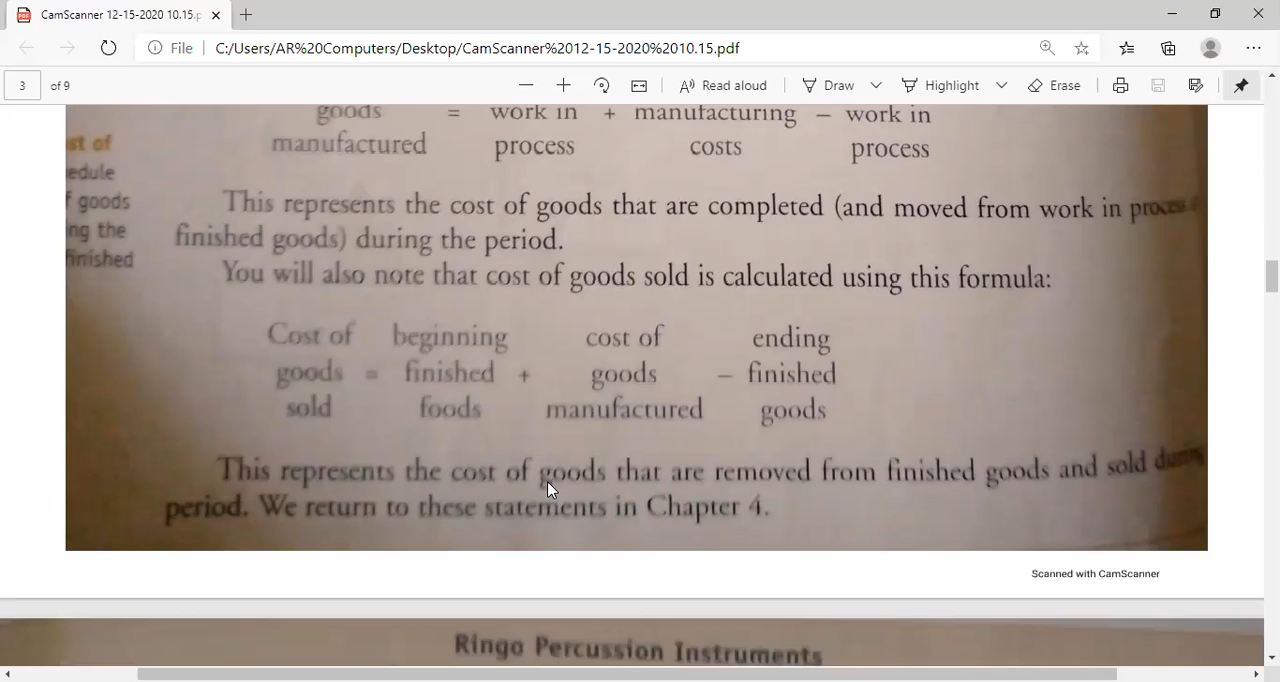 CamScanner 12-15-2020 10.15.p
File C:/Users/AR%20Computers/Desktop/CamScanner%2012-15-2020%2010.15.pdf
3 of 9 Read aloud Draw Highlight Erase
goods = work in + manufacturing − work in
manufactured process costs process
st of
edule
f goods
ng the
finished
This represents the cost of goods that are completed (and moved from work in process
finished goods) during the period.
You will also note that cost of goods sold is calculated using this formula:
Cost of beginning cost of ending
goods = finished + goods − finished
sold foods manufactured goods
This represents the cost of goods that are removed from finished goods and sold during
period. We return to these statements in Chapter 4.
Scanned with CamScanner
Ringo Percussion Instruments